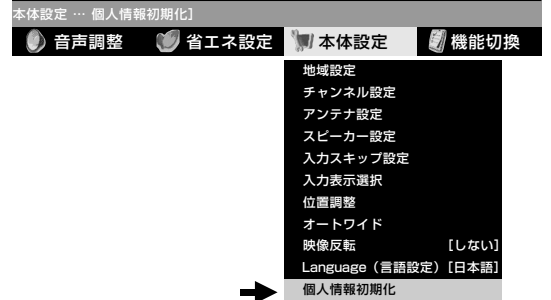 本体設定 … 個人情報初期化]
音声調整 省エネ設定 本体設定 機能切換
地域設定
チャンネル設定
アンテナ設定
スピーカー設定
入力スキップ設定
入力表示選択
位置調整
オートワイド
映像反転 [しない]
Language（言語設定）[日本語]
個人情報初期化